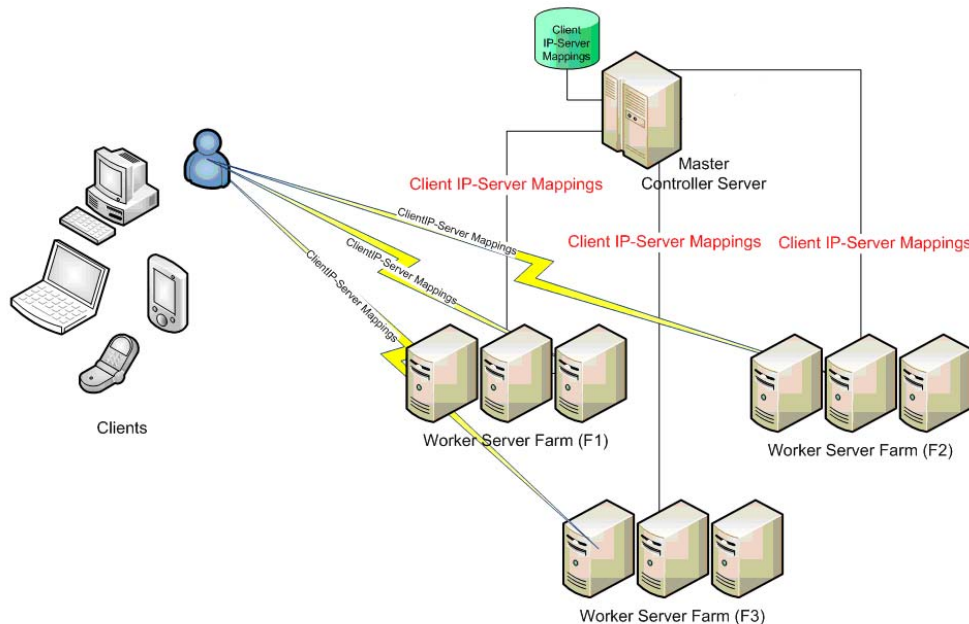 Client
IP-Server
Mappings
Master
Controller Server
Client IP-Server Mappings
Client IP-Server Mappings
Client IP-Server Mappings
ClientIP-Server Mappings
ClientIP-Server Mappings
ClientIP-Server Mappings
Clients
Worker Server Farm (F1)
Worker Server Farm (F2)
Worker Server Farm (F3)